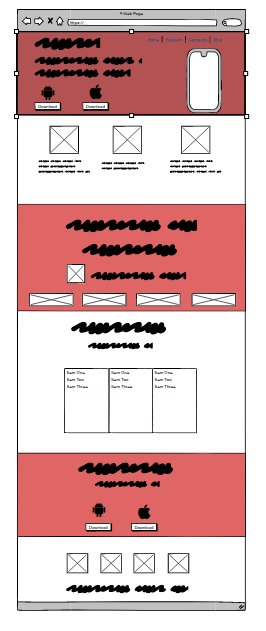 A Web Page
https://
Home Features Company Blog
Download Download
Item One Item One Item One
Item Two Item Two Item Two
Item Three Item Three Item Three
Download Download